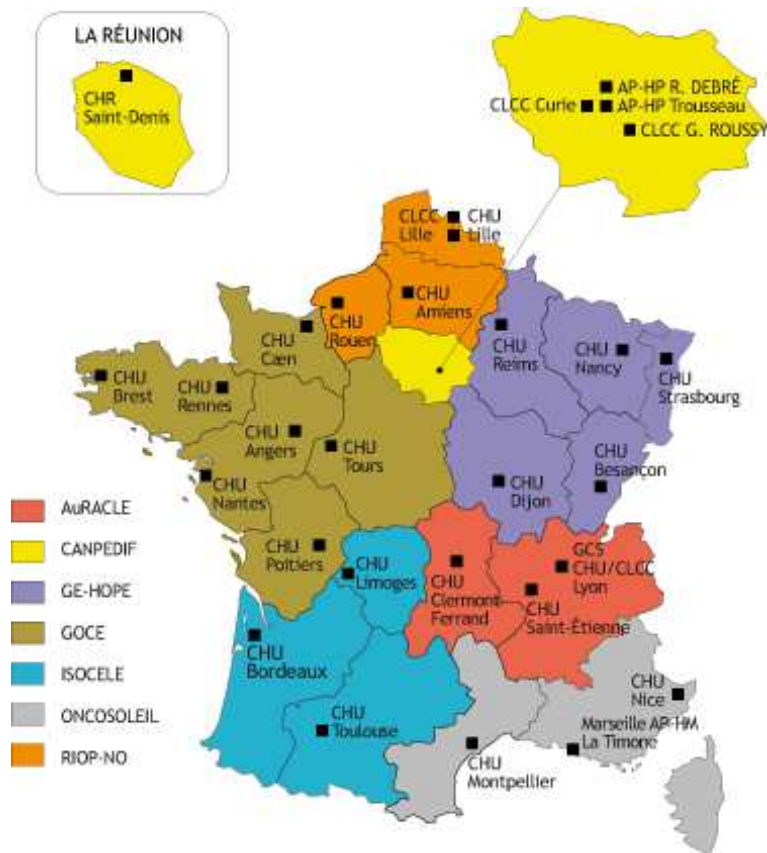 LA RÉUNION
CHR
Saint-Denis
AP-HP R. DEBRÉ
CLCC Curie
AP-HP Trousseau
CLCC G. ROUSSY
CLCC
Lille
CHU
Lille
CHU
Amiens
CHU
Rouen
CHU
Cæn
CHU
Reims
CHU
Nancy
CHU
Strasbourg
CHU
Brest
CHU
Rennes
CHU
Angers
CHU
Tours
CHU
Nantes
CHU
Dijon
CHU
Besançon
CHU
Poitiers
CHU
Limoges
CHU
Clermont-
Ferrand
GCS
CHU/CLCC
Lyon
CHU
Saint-Étienne
CHU
Bordeaux
CHU
Toulouse
CHU
Montpellier
CHU
Nice
Marseille AP-HM
La Timone
AuRACLE
CANPEDIF
GE-HOPE
GOCE
ISOCELE
ONCOSOLEIL
RIOP-NO